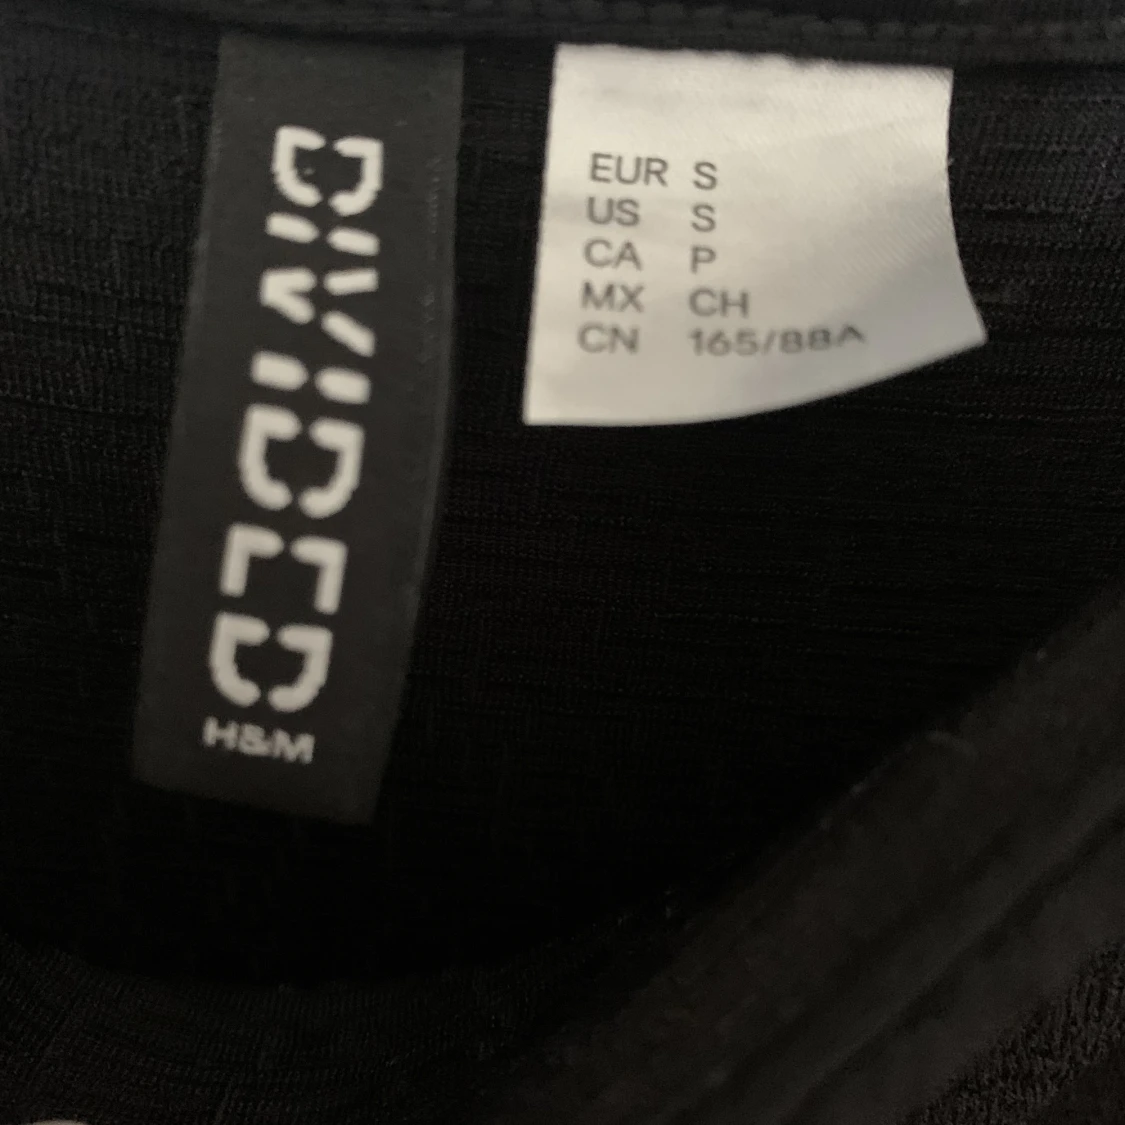 DIVIDED
H&M
EUR S
US S
CA P
MX CH
CN 165/88A